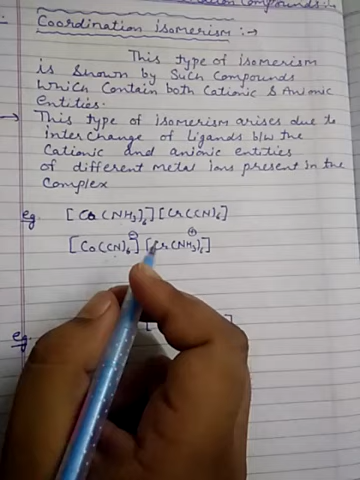 Compounds:-
Coordination isomerism :-
This type of isomerism
is shown by Such Compounds
Which Contain both Cationic & Anionic
Entities.
→ This type of isomerism arises due to
interchange of Ligands b/w the
Cationic and anionic entities
of different metal ions present in the
Complex
eg. [Co(NH3)6][Cr(CN)6]
[Co(CN)6]⊖[Cr(NH3)6]⊕
eg.